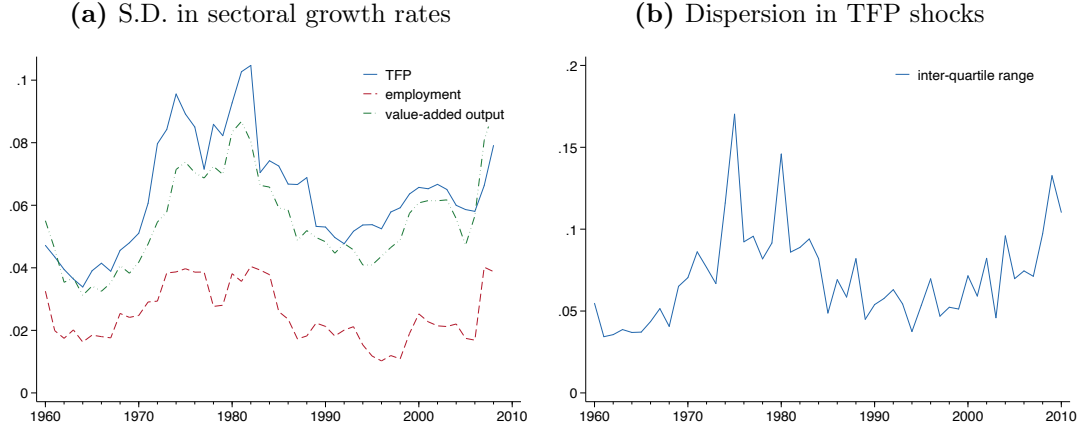 (a) S.D. in sectoral growth rates
TFP
employment
value-added output
.1
.08
.06
.04
.02
0
1960 1970 1980 1990 2000 2010
(b) Dispersion in TFP shocks
inter-quartile range
.2
.15
.1
.05
0
1960 1970 1980 1990 2000 2010